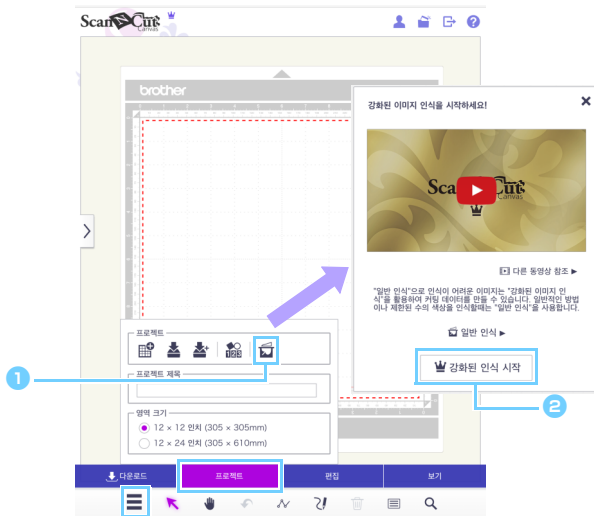 ScanNCut
Canvas
brother
강화된 이미지 인식을 시작하세요!
ScanNCut
Canvas
다른 동영상 참조 ▶
"일반 인식"으로 인식이 어려운 이미지는 "강화된 이미지 인
식"을 활용하여 커팅 데이터를 만들 수 있습니다. 일반적인 방법
이나 제한된 수의 색상을 인식할때는 "일반 인식"을 사용합니다.
일반 인식 ▶
강화된 인식 시작
프로젝트
1
프로젝트 제목
2
영역 크기
12 × 12 인치 (305 × 305mm)
12 × 24 인치 (305 × 610mm)
다운로드 프로젝트 편집 보기